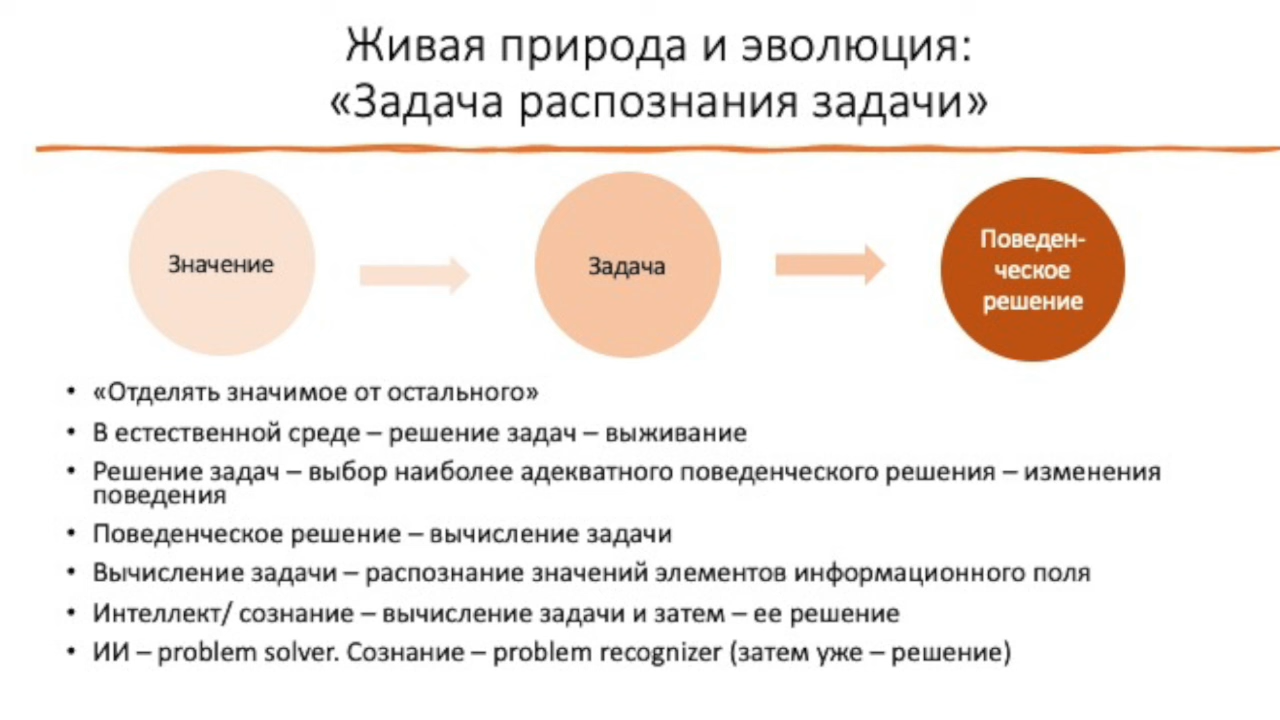 Живая природа и эволюция:
«Задача распознания задачи»
Значение
Задача
Поведен-
ческое
решение
• «Отделять значимое от остального»
• В естественной среде – решение задач – выживание
• Решение задач – выбор наиболее адекватного поведенческого решения – изменения
поведения
• Поведенческое решение – вычисление задачи
• Вычисление задачи – распознание значений элементов информационного поля
• Интеллект/ сознание – вычисление задачи и затем – ее решение
• ИИ – problem solver. Сознание – problem recognizer (затем уже – решение)